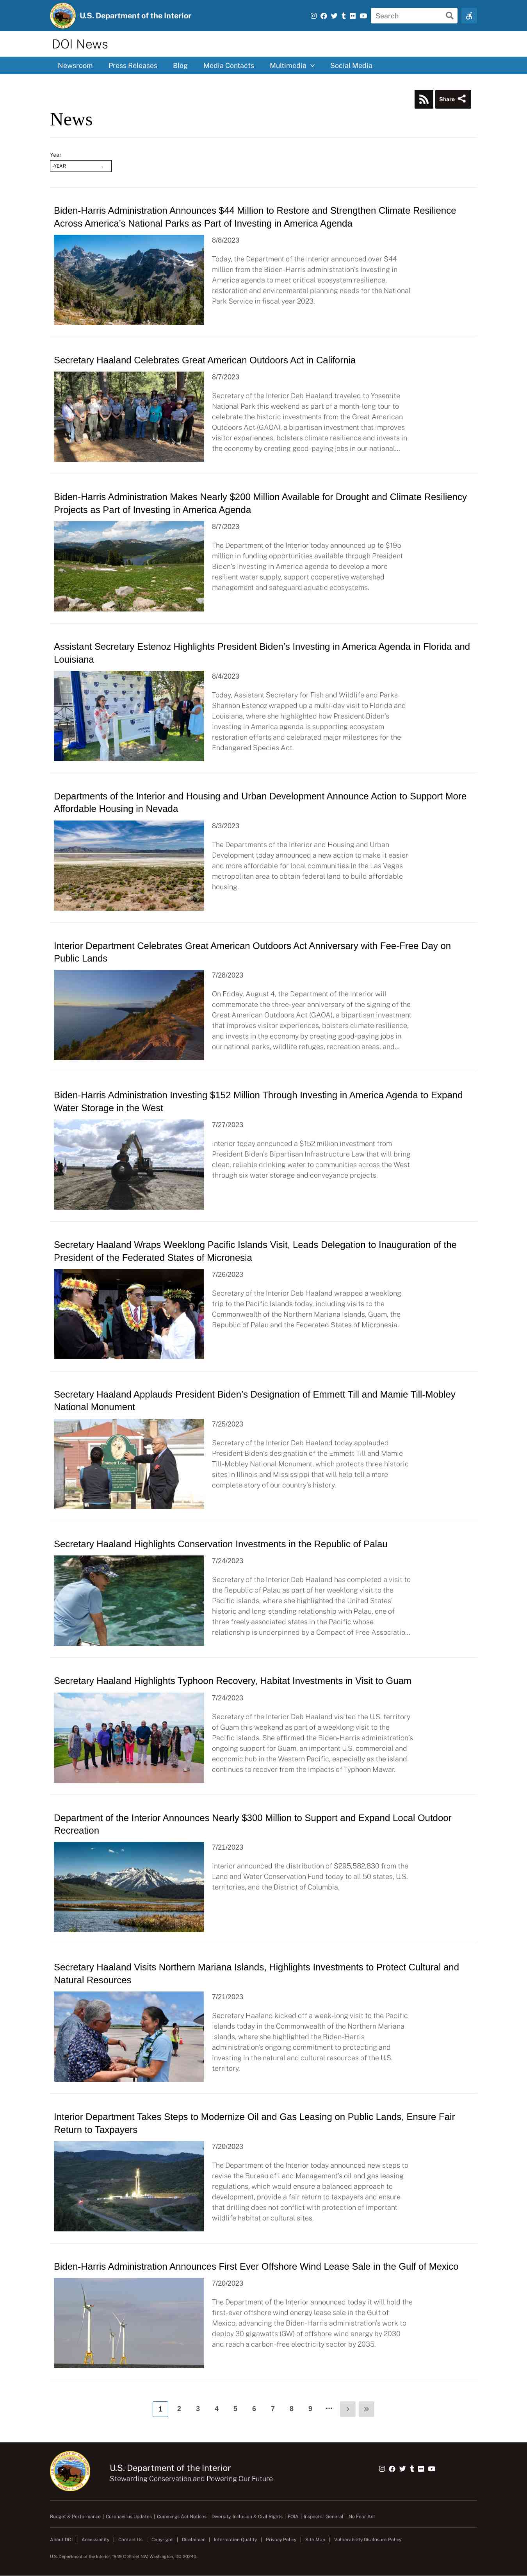 U.S. Department of the Interior
Search
DOI News
Newsroom Press Releases Blog Media Contacts Multimedia Social Media
Share
News
Year
-YEAR
Biden-Harris Administration Announces $44 Million to Restore and Strengthen Climate Resilience
Across America's National Parks as Part of Investing in America Agenda
8/8/2023
Today, the Department of the Interior announced over $44
million from the Biden-Harris administration's Investing in
America agenda to meet critical ecosystem resilience,
restoration and environmental planning needs for the National
Park Service in fiscal year 2023.
Secretary Haaland Celebrates Great American Outdoors Act in California
8/7/2023
Secretary of the Interior Deb Haaland traveled to Yosemite
National Park this weekend as part of a month-long tour to
celebrate the historic investments from the Great American
Outdoors Act (GAOA), a bipartisan investment that improves
visitor experiences, bolsters climate resilience and invests in
the economy by creating good-paying jobs in our national...
Biden-Harris Administration Makes Nearly $200 Million Available for Drought and Climate Resiliency
Projects as Part of Investing in America Agenda
8/7/2023
The Department of the Interior today announced up to $195
million in funding opportunities available through President
Biden's Investing in America agenda to develop a more
resilient water supply, support cooperative watershed
management and safeguard aquatic ecosystems.
Assistant Secretary Estenoz Highlights President Biden's Investing in America Agenda in Florida and
Louisiana
8/4/2023
Today, Assistant Secretary for Fish and Wildlife and Parks
Shannon Estenoz wrapped up a multi-day visit to Florida and
Louisiana, where she highlighted how President Biden's
Investing in America agenda is supporting ecosystem
restoration efforts and celebrated major milestones for the
Endangered Species Act.
Departments of the Interior and Housing and Urban Development Announce Action to Support More
Affordable Housing in Nevada
8/3/2023
The Departments of the Interior and Housing and Urban
Development today announced a new action to make it easier
and more affordable for local communities in the Las Vegas
metropolitan area to obtain federal land to build affordable
housing.
Interior Department Celebrates Great American Outdoors Act Anniversary with Fee-Free Day on
Public Lands
7/28/2023
On Friday, August 4, the Department of the Interior will
commemorate the three-year anniversary of the signing of the
Great American Outdoors Act (GAOA), a bipartisan investment
that improves visitor experiences, bolsters climate resilience,
and invests in the economy by creating good-paying jobs in
our national parks, wildlife refuges, recreation areas, and...
Biden-Harris Administration Investing $152 Million Through Investing in America Agenda to Expand
Water Storage in the West
7/27/2023
Interior today announced a $152 million investment from
President Biden's Bipartisan Infrastructure Law that will bring
clean, reliable drinking water to communities across the West
through six water storage and conveyance projects.
Secretary Haaland Wraps Weeklong Pacific Islands Visit, Leads Delegation to Inauguration of the
President of the Federated States of Micronesia
7/26/2023
Secretary of the Interior Deb Haaland wrapped a weeklong
trip to the Pacific Islands today, including visits to the
Commonwealth of the Northern Mariana Islands, Guam, the
Republic of Palau and the Federated States of Micronesia.
Secretary Haaland Applauds President Biden's Designation of Emmett Till and Mamie Till-Mobley
National Monument
7/25/2023
Secretary of the Interior Deb Haaland today applauded
President Biden's designation of the Emmett Till and Mamie
Till-Mobley National Monument, which protects three historic
sites in Illinois and Mississippi that will help tell a more
complete story of our country's history.
Secretary Haaland Highlights Conservation Investments in the Republic of Palau
7/24/2023
Secretary of the Interior Deb Haaland has completed a visit to
the Republic of Palau as part of her weeklong visit to the
Pacific Islands, where she highlighted the United States'
historic and long-standing relationship with Palau, one of
three freely associated states in the Pacific whose
relationship is underpinned by a Compact of Free Associatio...
Secretary Haaland Highlights Typhoon Recovery, Habitat Investments in Visit to Guam
7/24/2023
Secretary of the Interior Deb Haaland visited the U.S. territory
of Guam this weekend as part of a weeklong visit to the
Pacific Islands. She affirmed the Biden-Harris administration's
ongoing support for Guam, an important U.S. commercial and
economic hub in the Western Pacific, especially as the island
continues to recover from the impacts of Typhoon Mawar.
Department of the Interior Announces Nearly $300 Million to Support and Expand Local Outdoor
Recreation
7/21/2023
Interior announced the distribution of $295,582,830 from the
Land and Water Conservation Fund today to all 50 states, U.S.
territories, and the District of Columbia.
Secretary Haaland Visits Northern Mariana Islands, Highlights Investments to Protect Cultural and
Natural Resources
7/21/2023
Secretary Haaland kicked off a week-long visit to the Pacific
Islands today in the Commonwealth of the Northern Mariana
Islands, where she highlighted the Biden-Harris
administration's ongoing commitment to protecting and
investing in the natural and cultural resources of the U.S.
territory.
Interior Department Takes Steps to Modernize Oil and Gas Leasing on Public Lands, Ensure Fair
Return to Taxpayers
7/20/2023
The Department of the Interior today announced new steps to
revise the Bureau of Land Management's oil and gas leasing
regulations, which would ensure a balanced approach to
development, provide a fair return to taxpayers and ensure
that drilling does not conflict with protection of important
wildlife habitat or cultural sites.
Biden-Harris Administration Announces First Ever Offshore Wind Lease Sale in the Gulf of Mexico
7/20/2023
The Department of the Interior announced today it will hold the
first-ever offshore wind energy lease sale in the Gulf of
Mexico, advancing the Biden-Harris administration's work to
deploy 30 gigawatts (GW) of offshore wind energy by 2030
and reach a carbon-free electricity sector by 2035.
1 2 3 4 5 6 7 8 9 ... › »
U.S. Department of the Interior
Stewarding Conservation and Powering Our Future
Budget & Performance | Coronavirus Updates | Cummings Act Notices | Diversity, Inclusion & Civil Rights | FOIA | Inspector General | No Fear Act
About DOI | Accessibility | Contact Us | Copyright | Disclaimer | Information Quality | Privacy Policy | Site Map | Vulnerability Disclosure Policy
U.S. Department of the Interior, 1849 C Street NW, Washington, DC 20240.